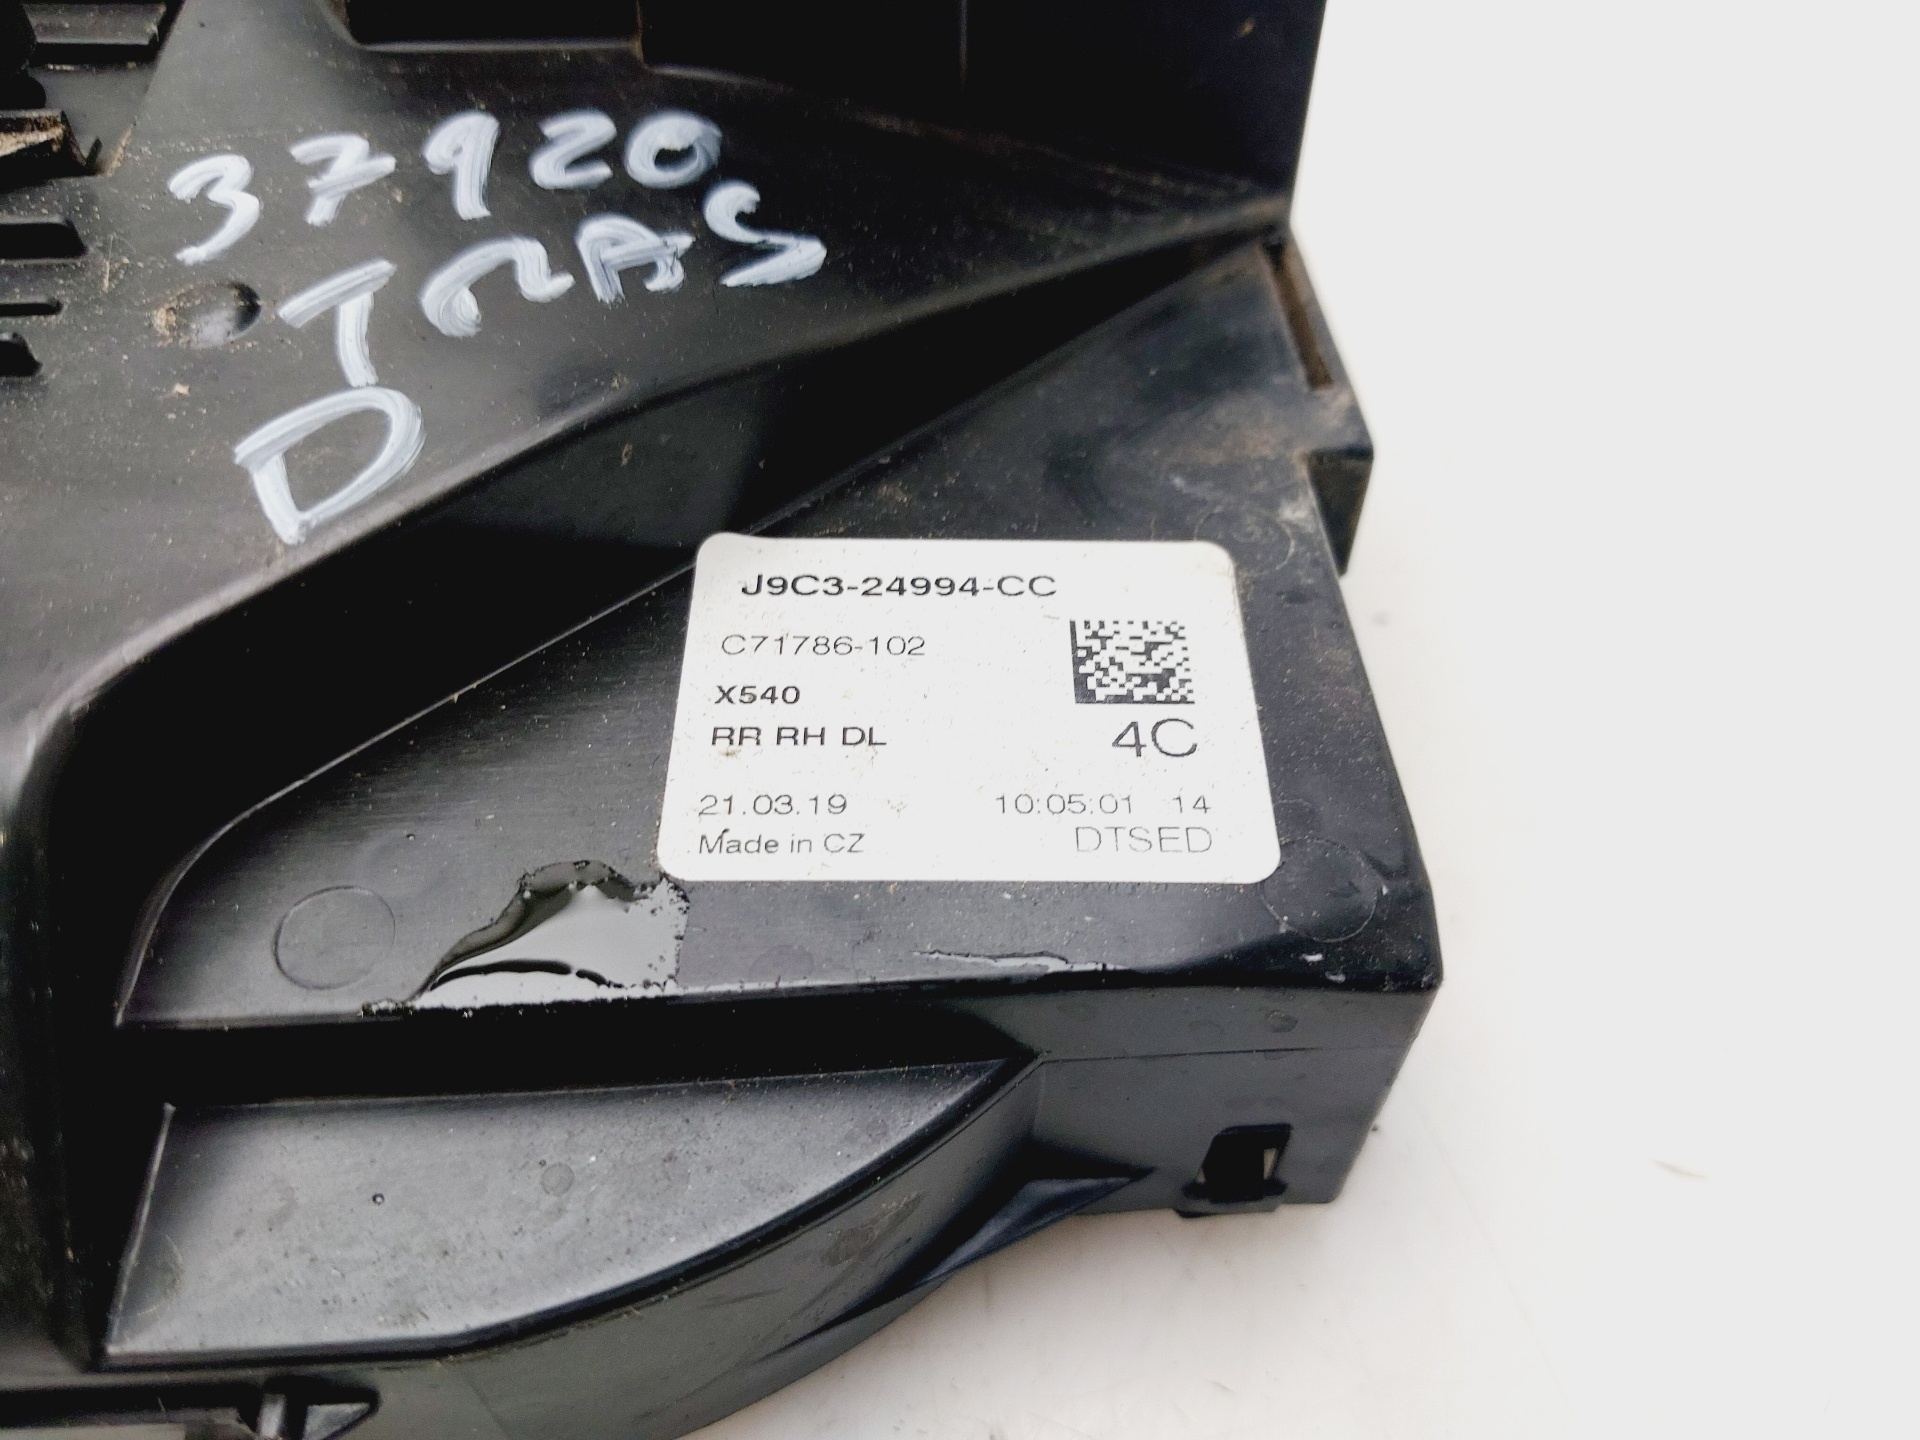 37920
TRAS
D
J9C3-24994-CC
C71786-102
X540
RR RH DL
4C
21.03.19 10:05:01 14
Made in CZ DTSED